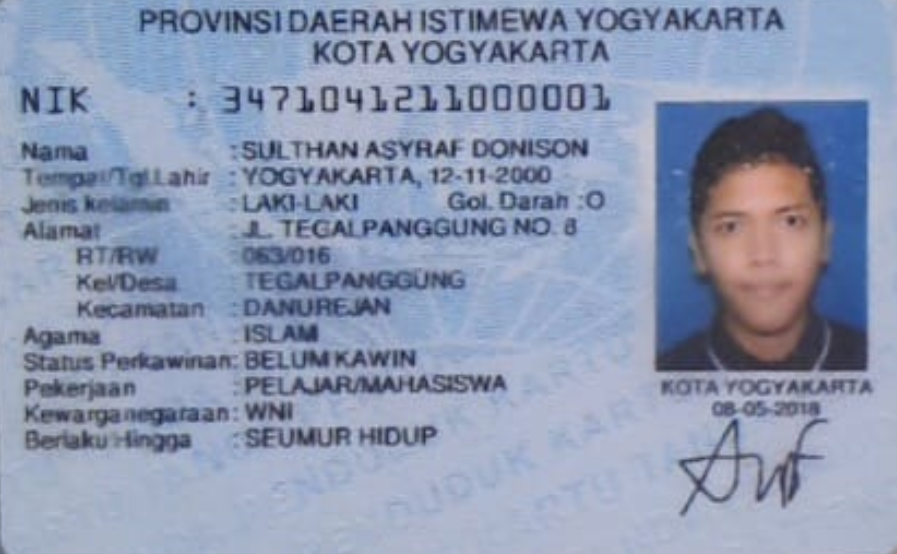 PROVINSI DAERAH ISTIMEWA YOGYAKARTA
KOTA YOGYAKARTA
NIK : 3471041211000001
Nama : SULTHAN ASYRAF DONISON
Tempat/Tgl Lahir : YOGYAKARTA, 12-11-2000
Jenis kelamin : LAKI-LAKI Gol. Darah : O
Alamat : JL. TEGALPANGGUNG NO. 8
RT/RW : 063/016
Kel/Desa : TEGALPANGGUNG
Kecamatan : DANUREJAN
Agama : ISLAM
Status Perkawinan: BELUM KAWIN
Pekerjaan : PELAJAR/MAHASISWA
Kewarganegaraan: WNI
Berlaku Hingga : SEUMUR HIDUP
KOTA YOGYAKARTA
08-05-2018